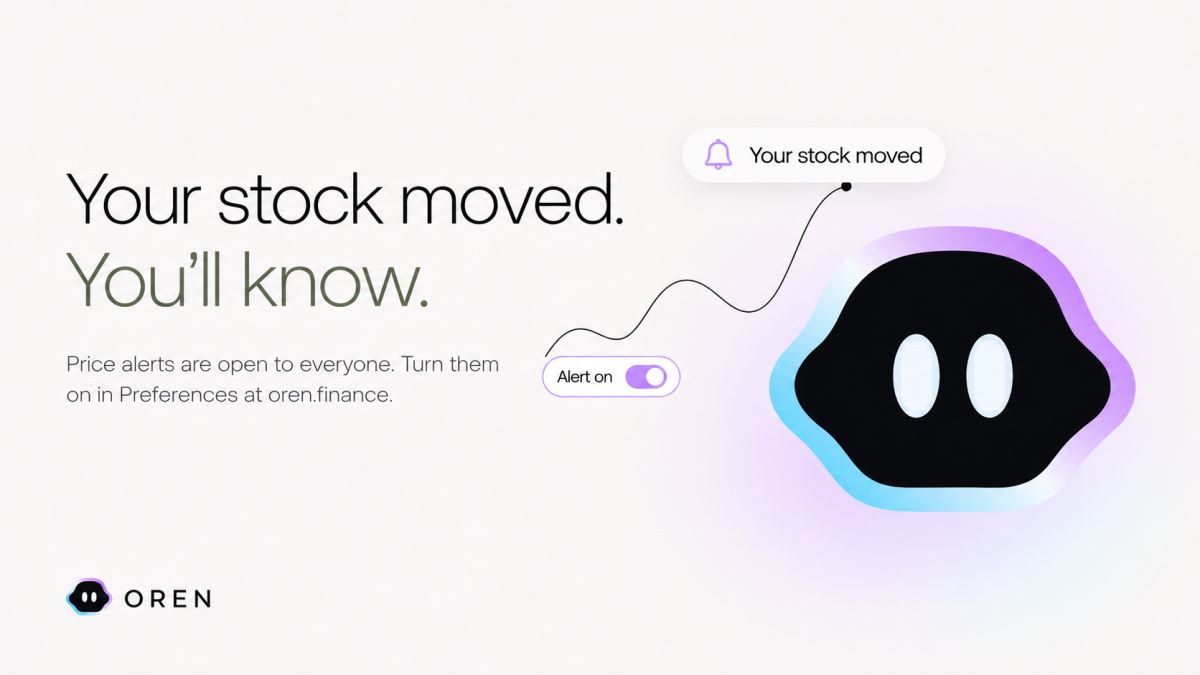 Your stock moved.
You'll know.
Price alerts are open to everyone. Turn them
on in Preferences at oren.finance.
Your stock moved
Alert on
OREN